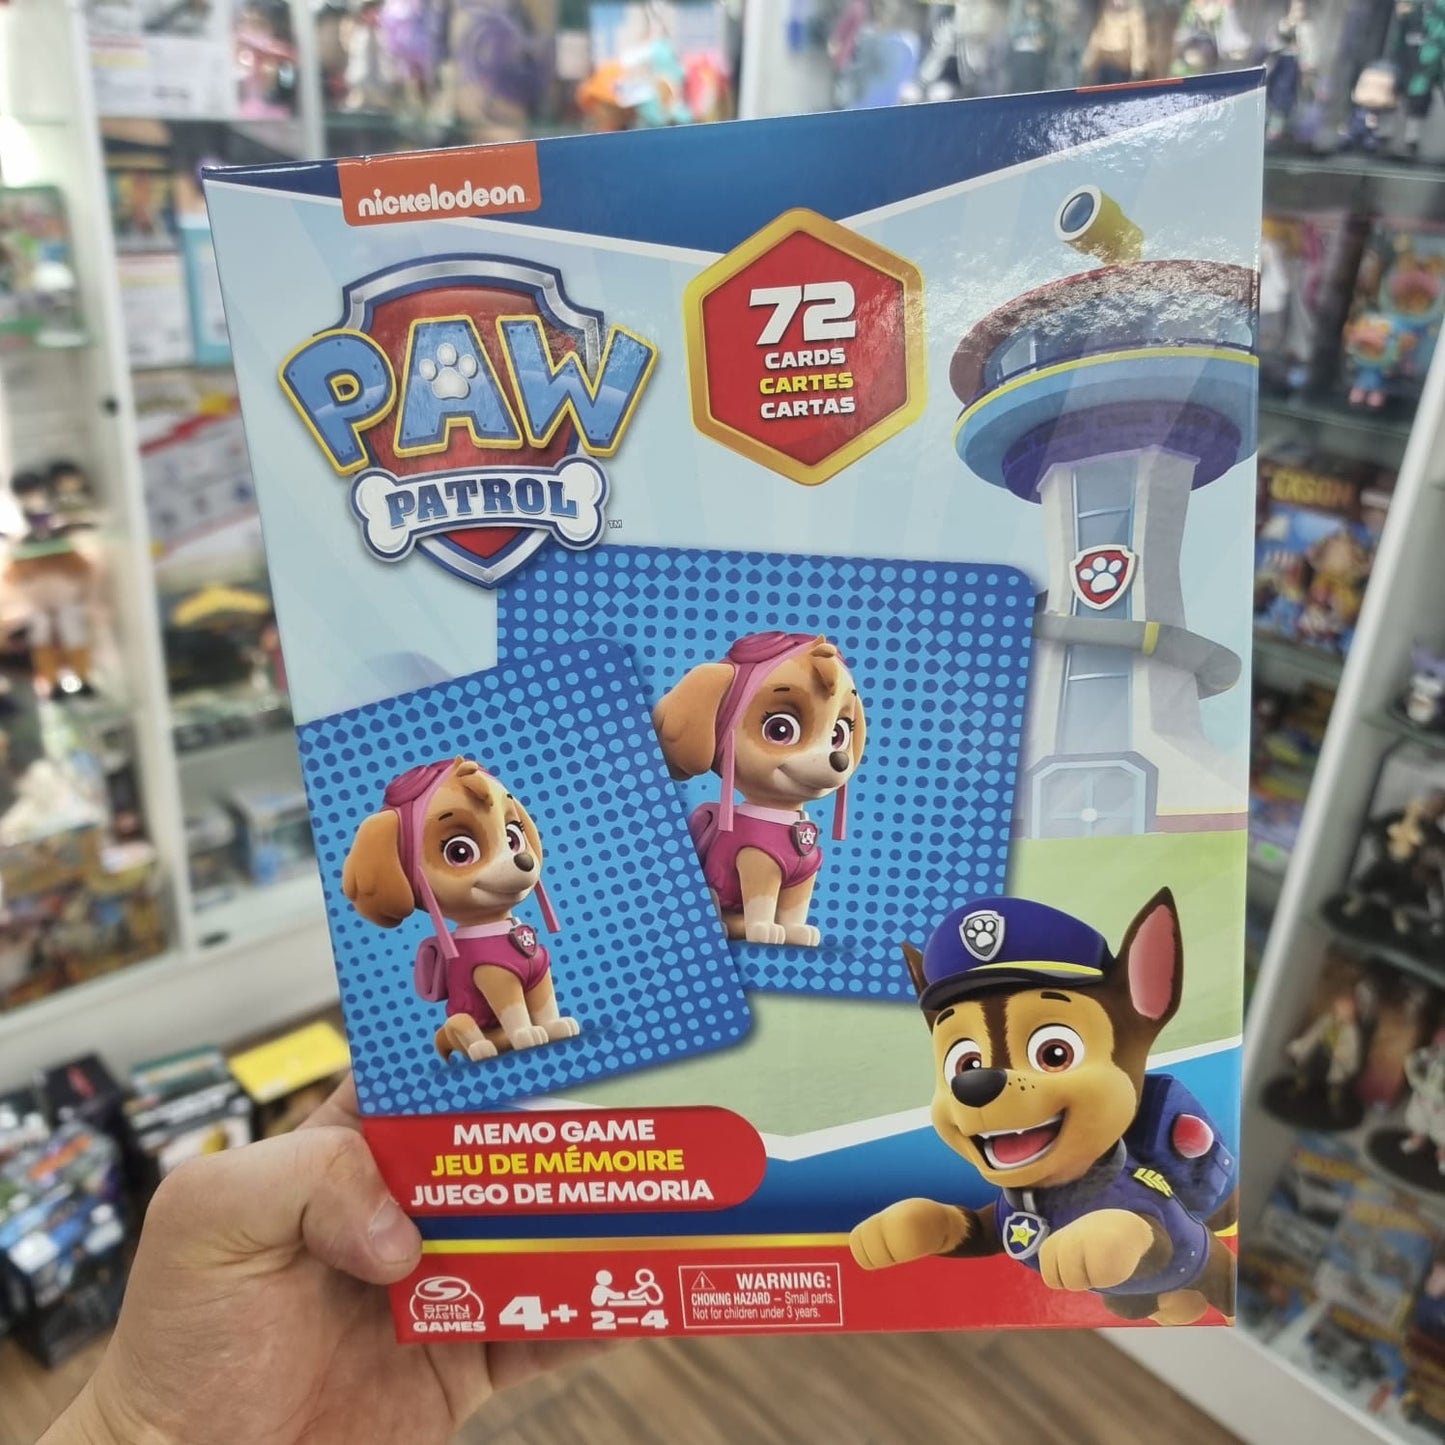 nickelodeon
PAW
PATROL
TM
72
CARDS
CARTES
CARTAS
MEMO GAME
JEU DE MÉMOIRE
JUEGO DE MEMORIA
SPIN
MASTER
GAMES
4+
2-4
WARNING:
CHOKING HAZARD – Small parts.
Not for children under 3 years.